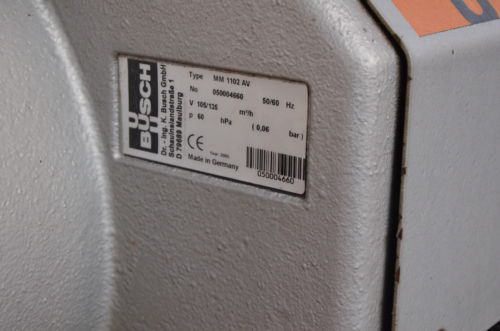 BUSCH
Dr. - Ing. K. Busch GmbH
Schauinslandstraße 1
D 79689 Maulburg
Type MM 1102 AV
No 050004660 50/60 Hz
V 105/135 m³/h
p 60 hPa ( 0,06 bar )
CE
Made in Germany
050004660